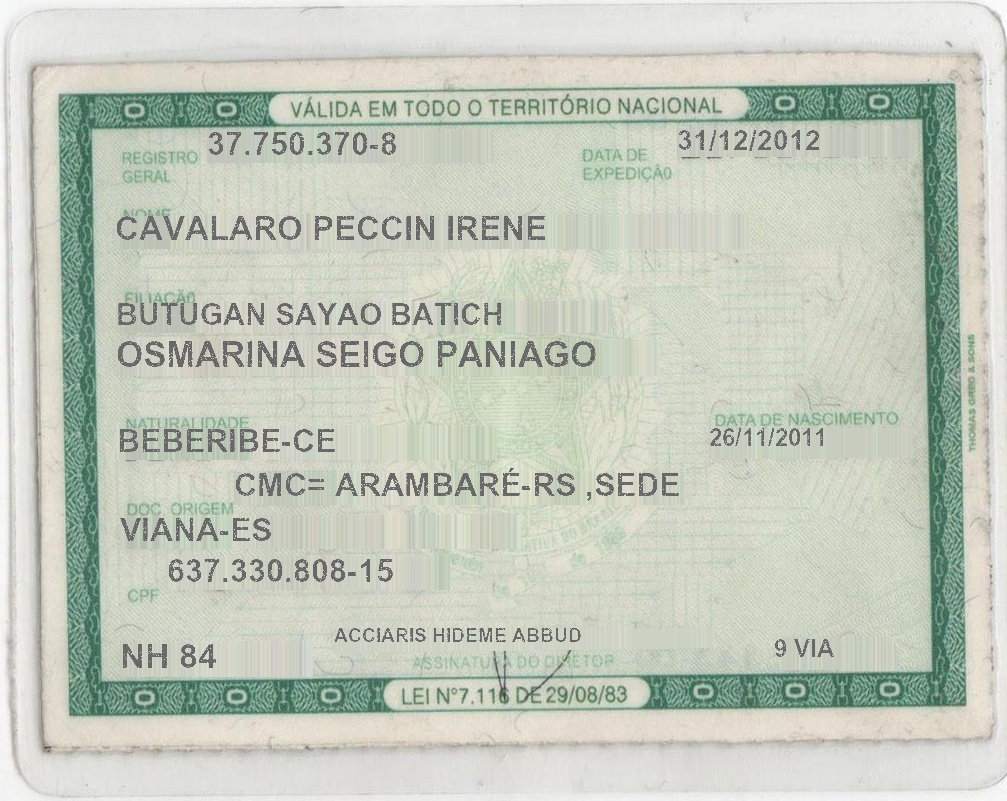 VÁLIDA EM TODO O TERRITÓRIO NACIONAL
REGISTRO GERAL 37.750.370-8 DATA DE EXPEDIÇÃO 31/12/2012
NOME
CAVALARO PECCIN IRENE
FILIAÇÃO
BUTUGAN SAYAO BATICH
OSMARINA SEIGO PANIAGO
NATURALIDADE DATA DE NASCIMENTO
BEBERIBE-CE 26/11/2011
CMC= ARAMBARÉ-RS ,SEDE
DOC. ORIGEM
VIANA-ES
637.330.808-15
CPF
ACCIARIS HIDEME ABBUD
NH 84 9 VIA
ASSINATURA DO DIRETOR
LEI N°7.116 DE 29/08/83
THOMAS GREG & SONS